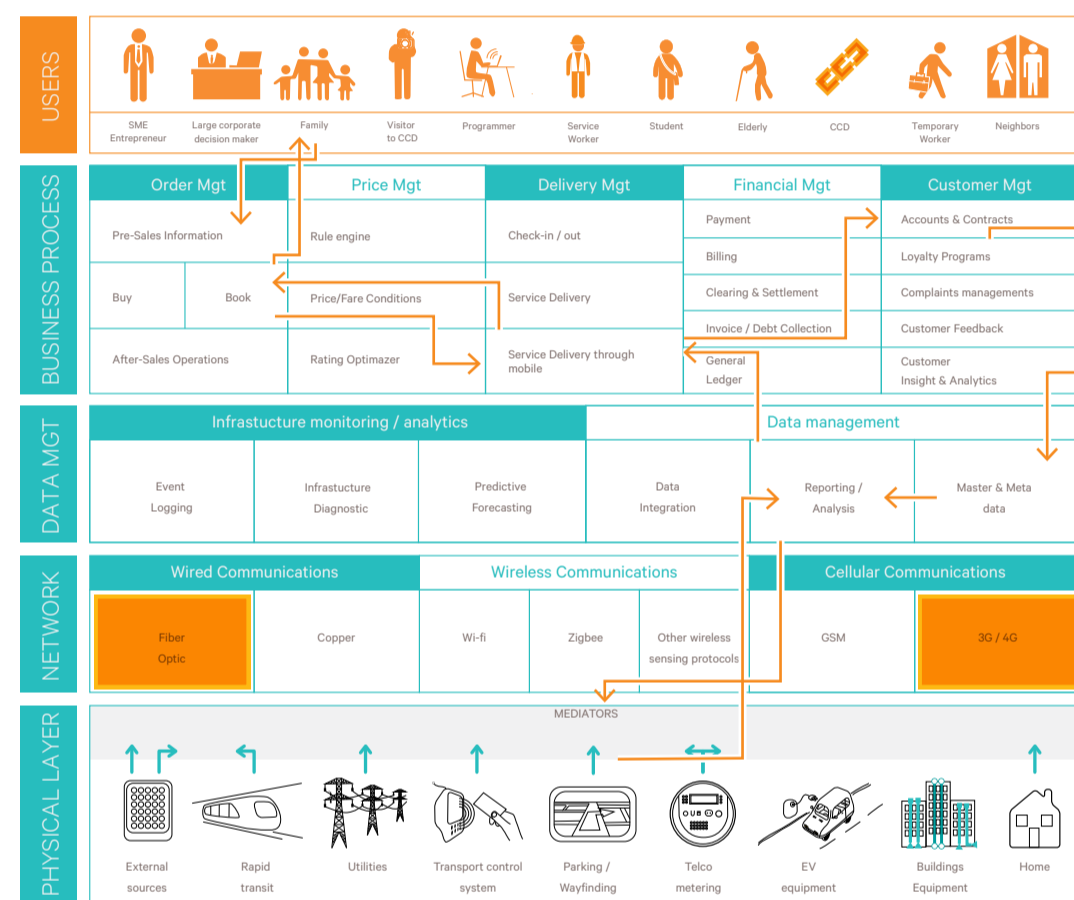 USERS
SME
Entrepreneur
Large corporate
decision maker
Family
Visitor
to CCD
Programmer
Service
Worker
Student
Elderly
CCD
Temporary
Worker
Neighbors
BUSINESS PROCESS
Order Mgt
Price Mgt
Delivery Mgt
Financial Mgt
Customer Mgt
Pre-Sales Information
Buy
Book
After-Sales Operations
Rule engine
Price/Fare Conditions
Rating Optimazer
Check-in / out
Service Delivery
Service Delivery through
mobile
Payment
Billing
Clearing & Settlement
Invoice / Debt Collection
General
Ledger
Accounts & Contracts
Loyalty Programs
Complaints managements
Customer Feedback
Customer
Insight & Analytics
DATA MGT
Infrastucture monitoring / analytics
Data management
Event
Logging
Infrastucture
Diagnostic
Predictive
Forecasting
Data
Integration
Reporting /
Analysis
Master & Meta
data
NETWORK
Wired Communications
Wireless Communications
Cellular Communications
Fiber
Optic
Copper
Wi-fi
Zigbee
Other wireless
sensing protocols
GSM
3G / 4G
PHYSICAL LAYER
MEDIATORS
External
sources
Rapid
transit
Utilities
Transport control
system
Parking /
Wayfinding
Telco
metering
EV
equipment
Buildings
Equipment
Home